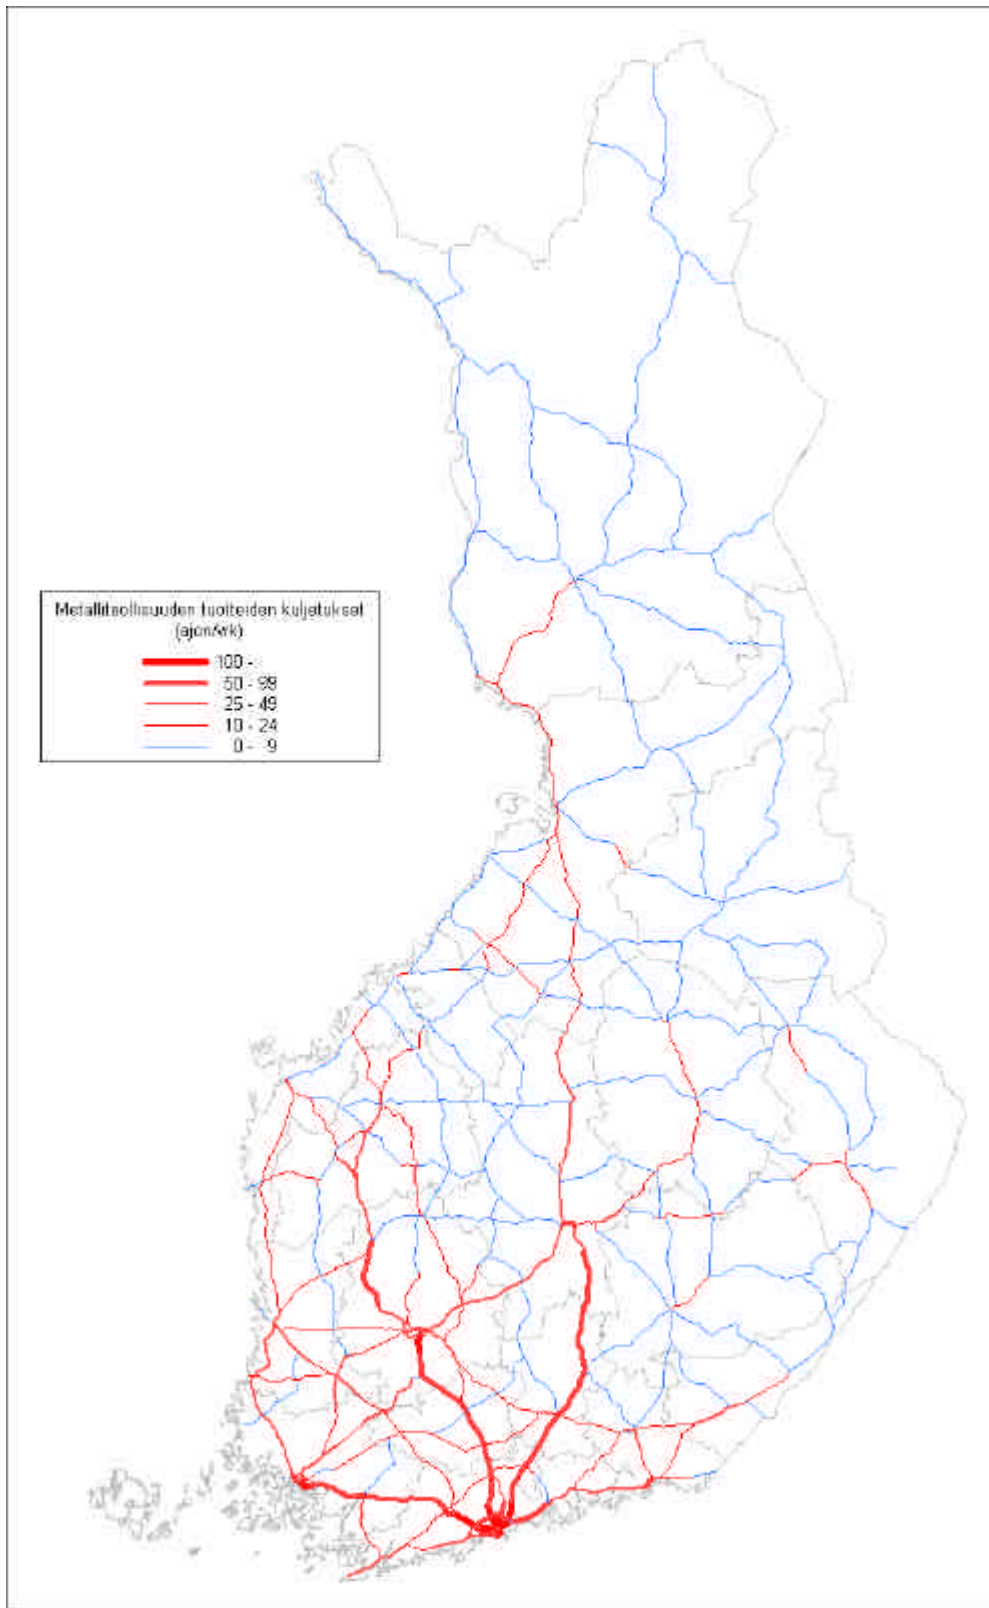 Metalliteollisuuden tuotteiden kuljetukset
(ajon/vrk)
100 -
50 - 99
25 - 49
10 - 24
0 - 9